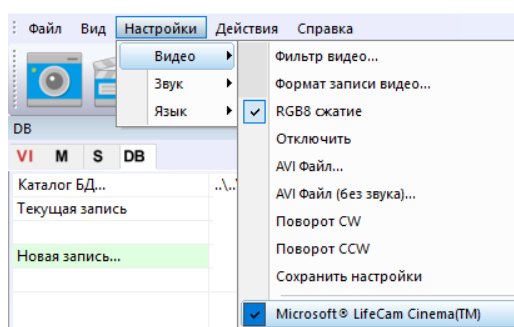 Файл Вид Настройки Действия Справка
Видео
Звук
Язык
Фильтр видео...
Формат записи видео...
RGB8 сжатие
Отключить
AVI Файл...
AVI Файл (без звука)...
Поворот CW
Поворот CCW
Сохранить настройки
Microsoft® LifeCam Cinema(TM)
DB
VI M S DB
Каталог БД... ..\..
Текущая запись
Новая запись...